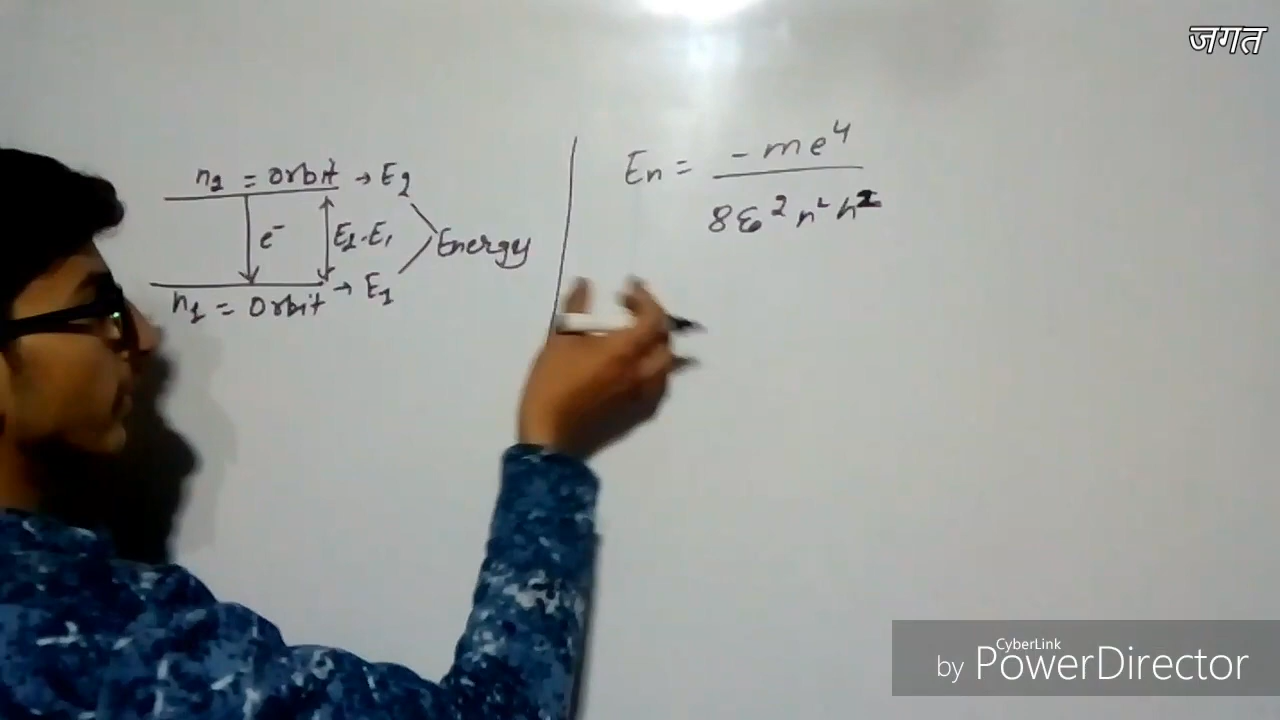 जगत
n₂ = Orbit → E₂
e⁻
E₂-E₁
Energy
n₁ = Orbit → E₁
En = -me⁴
8ε₀² n² h²
CyberLink
by PowerDirector